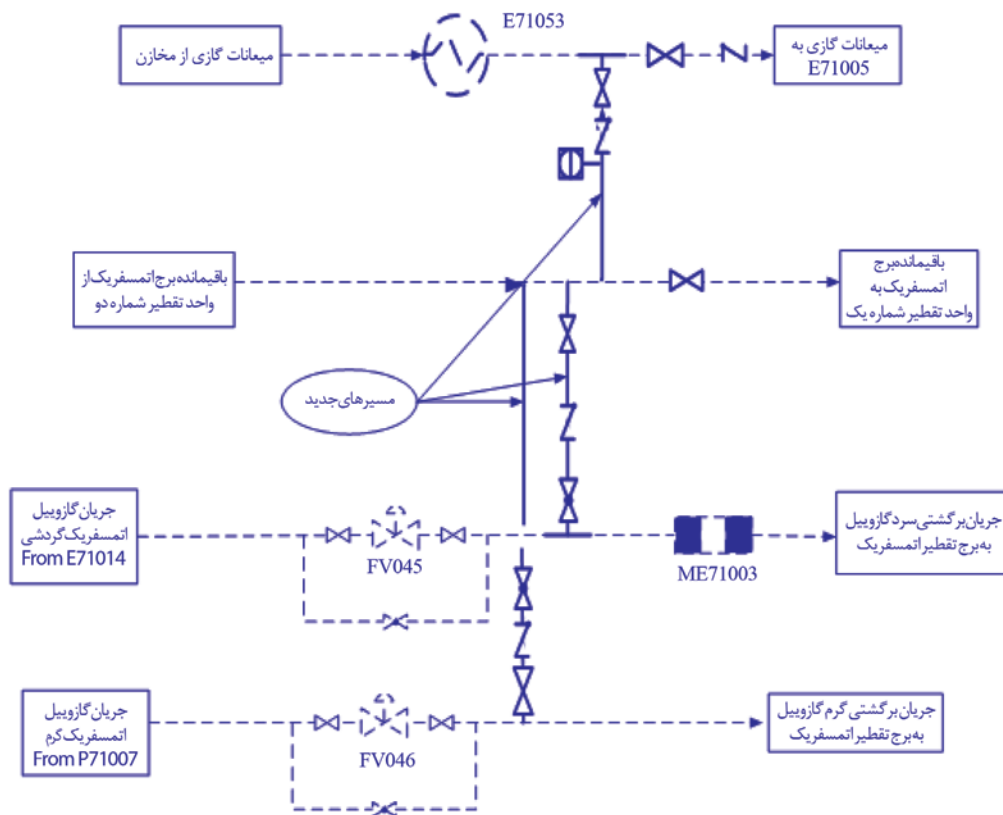 E71053
میعانات گازی از مخازن
میعانات گازی به
E71005
باقیمانده برج اتمسفریک از
واحد تقطیر شماره دو
باقیمانده برج
اتمسفریک به
واحد تقطیر شماره یک
مسیرهای جدید
جریان گازوییل
اتمسفریک گردشی
From E71014
FV045
ME71003
جریان برگشتی سرد گازوییل
به برج تقطیر اتمسفریک
جریان گازوییل
اتمسفریک گرم
From P71007
FV046
جریان برگشتی گرم گازوییل
به برج تقطیر اتمسفریک